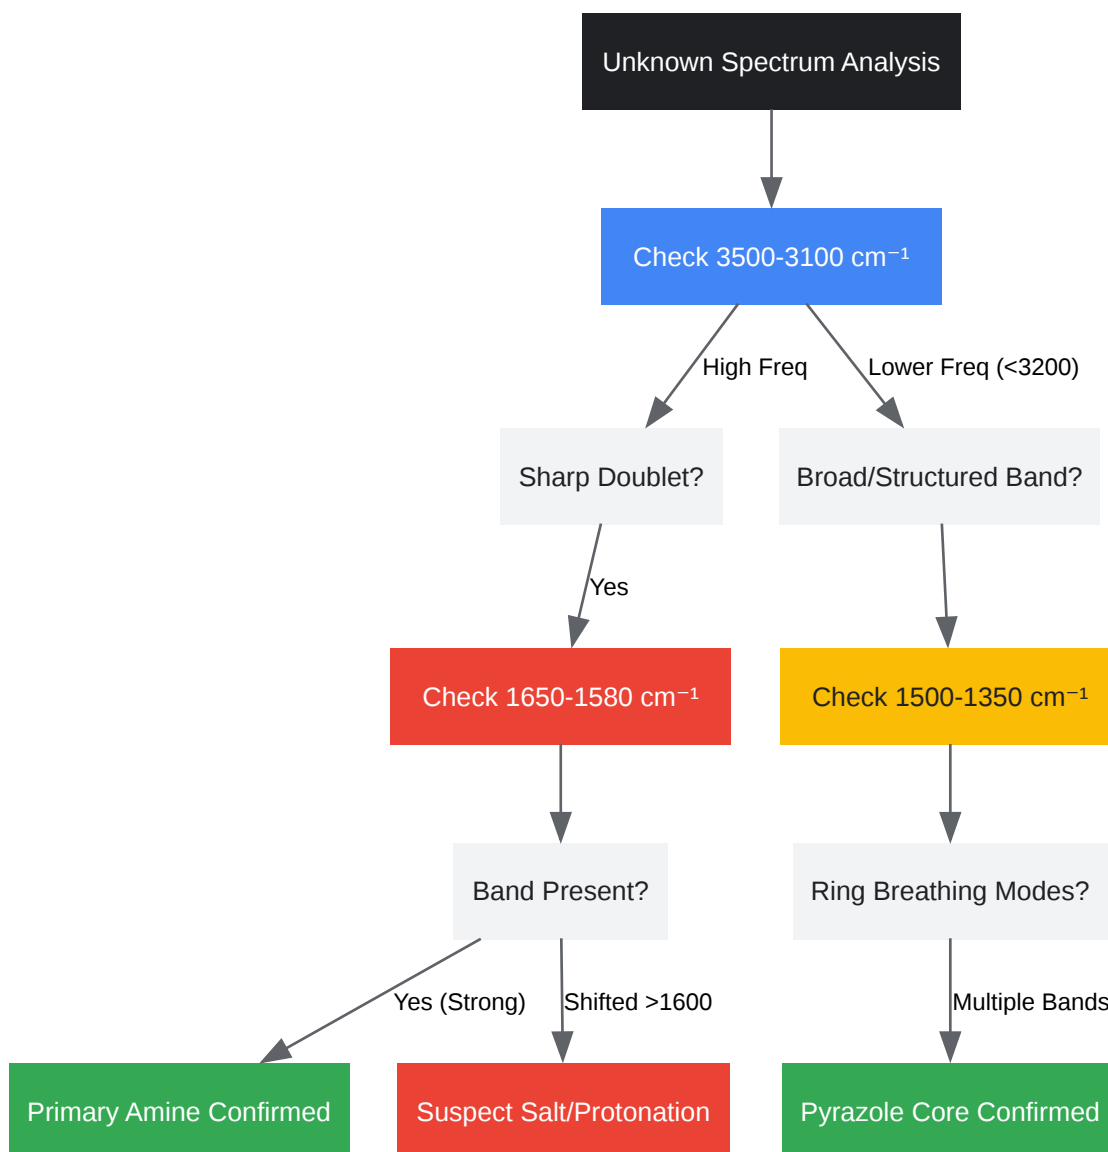 Unknown Spectrum Analysis
Check 3500-3100 cm⁻¹
High Freq
Lower Freq (<3200)
Sharp Doublet?
Broad/Structured Band?
Yes
Check 1650-1580 cm⁻¹
Check 1500-1350 cm⁻¹
Band Present?
Ring Breathing Modes?
Yes (Strong)
Shifted >1600
Multiple Bands
Primary Amine Confirmed
Suspect Salt/Protonation
Pyrazole Core Confirmed